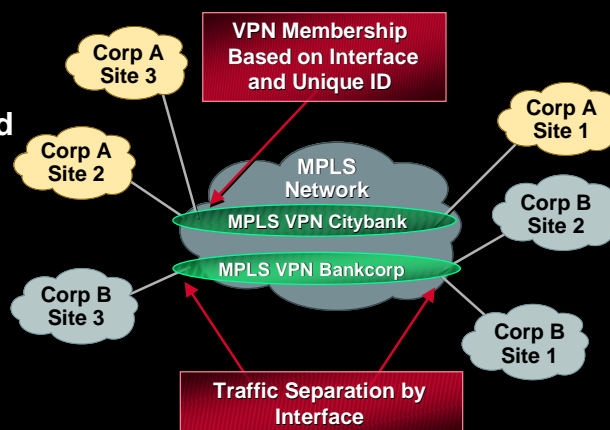 VPN Membership
Based on Interface
and Unique ID
Corp A
Site 3
Corp A
Site 1
d
Corp A
Site 2
MPLS
Network
MPLS VPN Citybank
Corp B
Site 2
MPLS VPN Bankcorp
Corp B
Site 3
Corp B
Site 1
Traffic Separation by
Interface